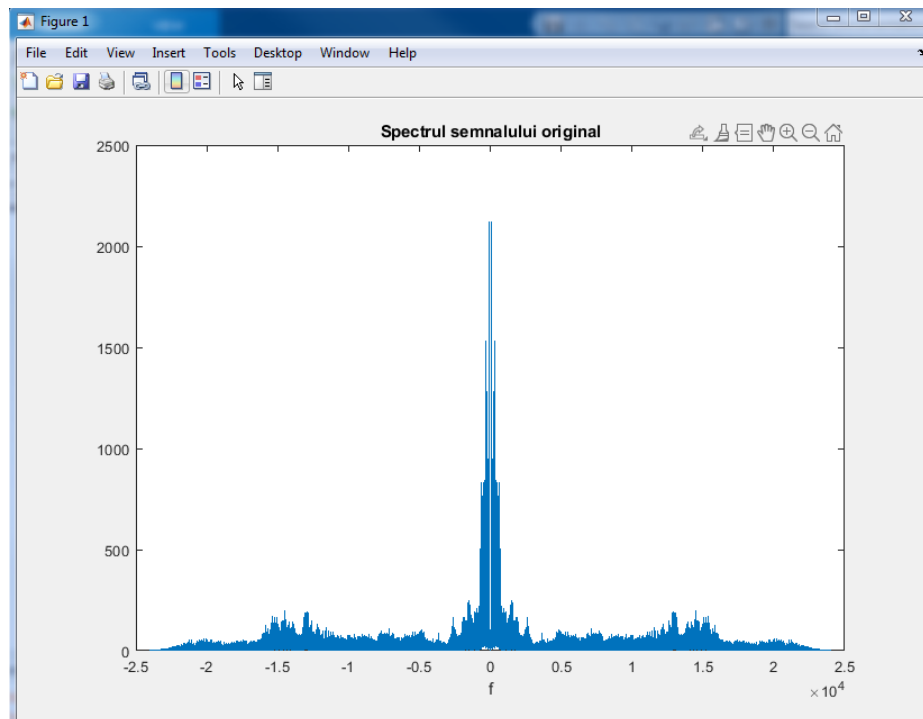 Figure 1
File Edit View Insert Tools Desktop Window Help
Spectrul semnalului original
2500
2000
1500
1000
500
0
-2.5 -2 -1.5 -1 -0.5 0 0.5 1 1.5 2 2.5
f
×10⁴